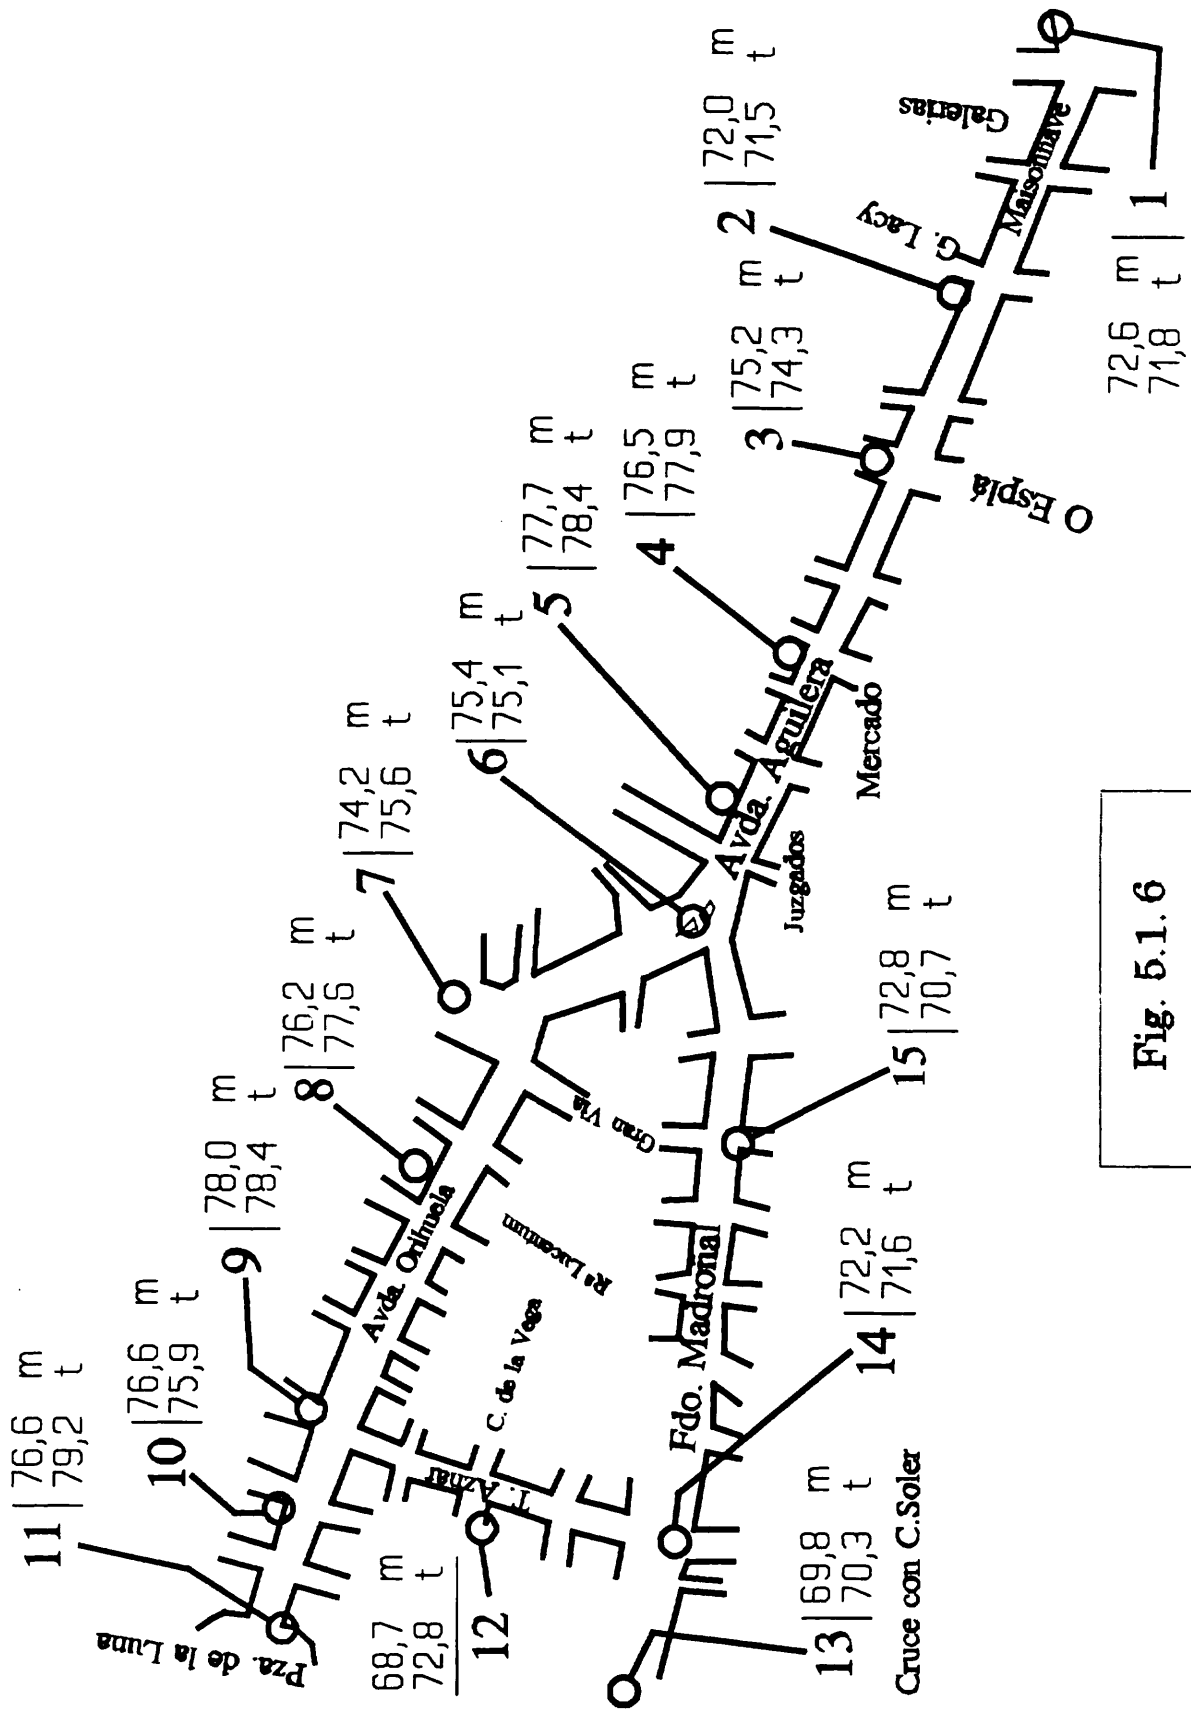 11 | 76,6 m
79,2 t
10 | 76,6 m
75,9 t
9 | 78,0 m
78,4 t
8 | 76,2 m
77,6 t
7 | 74,2 m
75,6 t
6 | 75,4 m
75,1 t
5 | 77,7 m
78,4 t
4 | 76,5 m
77,9 t
3 | 75,2 m
74,3 t
2 | 72,0 m
71,5 t
72,6 m | 1
71,8 t
68,7 m
72,8 t
12
13 | 69,8 m
70,3 t
Cruce con C.Soler
14 | 72,2 m
71,6 t
15 | 72,8 m
70,7 t
Pza. de la Luna
Avda. Orihuela
T. Aznar
C. de la Vega
Rª Lucentum
Gran Via
Fdo. Madroñal
Juzgados
Avda. Aguilera
Mercado
O Esplá
G. Lacy
Maisonnave
Galerias
Fig. 5.1.6